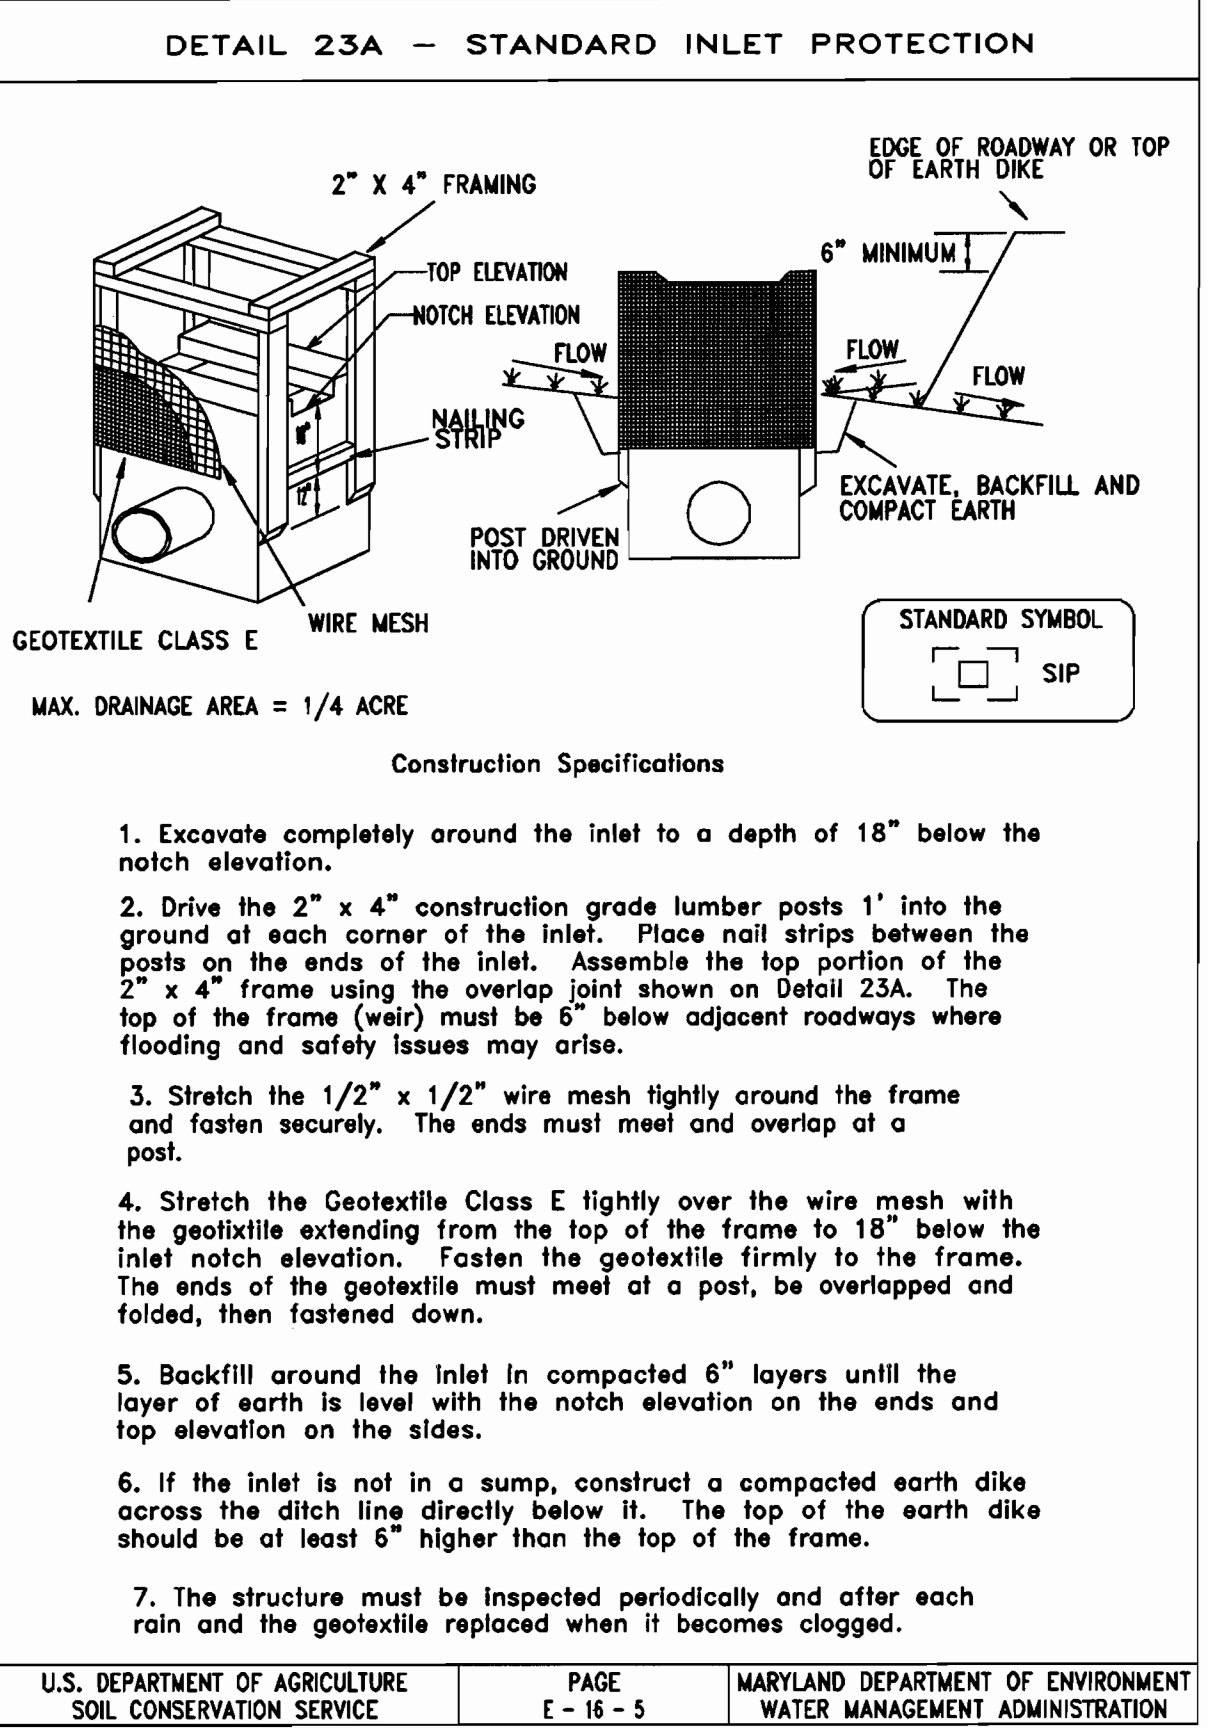 DETAIL 23A – STANDARD INLET PROTECTION
EDGE OF ROADWAY OR TOP
OF EARTH DIKE
2" X 4" FRAMING
6" MINIMUM
TOP ELEVATION
NOTCH ELEVATION
FLOW
FLOW
FLOW
NAILING
STRIP
18"
12"
EXCAVATE, BACKFILL AND
COMPACT EARTH
POST DRIVEN
INTO GROUND
WIRE MESH
GEOTEXTILE CLASS E
STANDARD SYMBOL
SIP
MAX. DRAINAGE AREA = 1/4 ACRE
Construction Specifications
1. Excavate completely around the inlet to a depth of 18" below the
notch elevation.
2. Drive the 2" x 4" construction grade lumber posts 1' into the
ground at each corner of the inlet. Place nail strips between the
posts on the ends of the inlet. Assemble the top portion of the
2" x 4" frame using the overlap joint shown on Detail 23A. The
top of the frame (weir) must be 6" below adjacent roadways where
flooding and safety issues may arise.
3. Stretch the 1/2" x 1/2" wire mesh tightly around the frame
and fasten securely. The ends must meet and overlap at a
post.
4. Stretch the Geotextile Class E tightly over the wire mesh with
the geotixtile extending from the top of the frame to 18" below the
inlet notch elevation. Fasten the geotextile firmly to the frame.
The ends of the geotextile must meet at a post, be overlapped and
folded, then fastened down.
5. Backfill around the inlet in compacted 6" layers until the
layer of earth is level with the notch elevation on the ends and
top elevation on the sides.
6. If the inlet is not in a sump, construct a compacted earth dike
across the ditch line directly below it. The top of the earth dike
should be at least 6" higher than the top of the frame.
7. The structure must be inspected periodically and after each
rain and the geotextile replaced when it becomes clogged.
U.S. DEPARTMENT OF AGRICULTURE
SOIL CONSERVATION SERVICE
PAGE
E – 16 – 5
MARYLAND DEPARTMENT OF ENVIRONMENT
WATER MANAGEMENT ADMINISTRATION